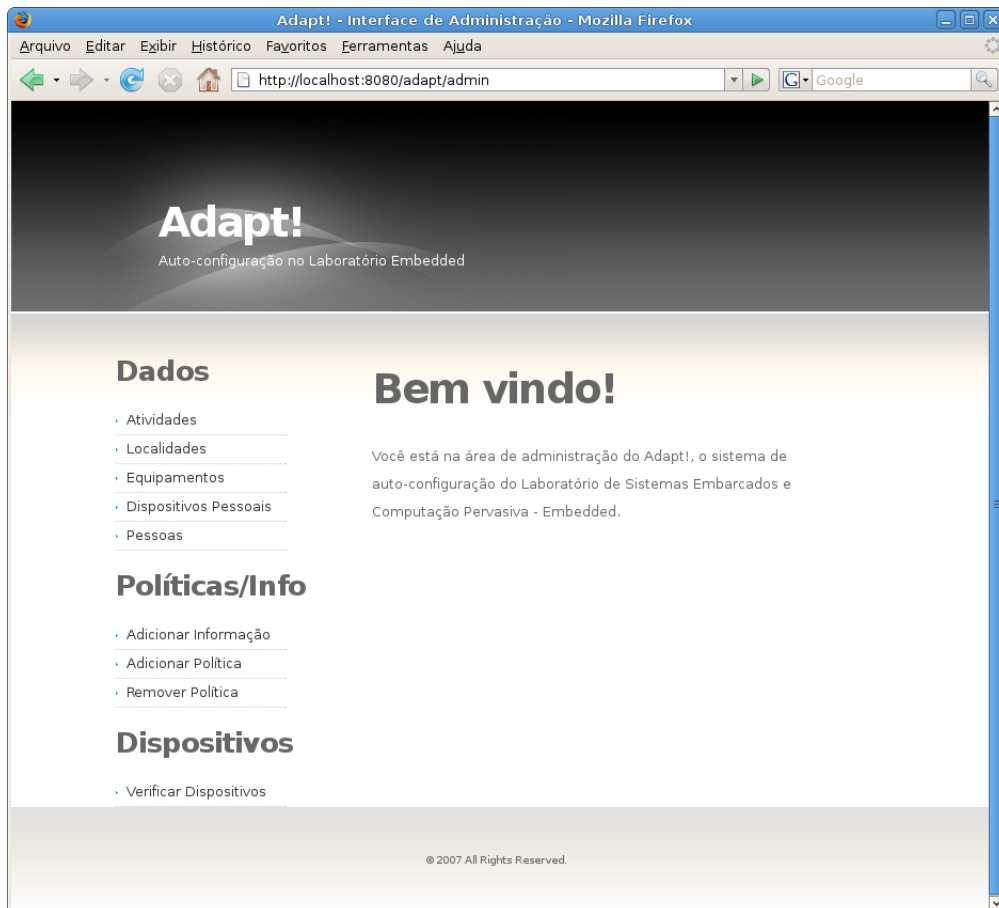 Adapt! - Interface de Administração - Mozilla Firefox
Arquivo Editar Exibir Histórico Favoritos Ferramentas Ajuda
http://localhost:8080/adapt/admin
G Google
Adapt!
Auto-configuração no Laboratório Embedded
Dados
Atividades
Localidades
Equipamentos
Dispositivos Pessoais
Pessoas
Políticas/Info
Adicionar Informação
Adicionar Política
Remover Política
Dispositivos
Verificar Dispositivos
Bem vindo!
Você está na área de administração do Adapt!, o sistema de
auto-configuração do Laboratório de Sistemas Embarcados e
Computação Pervasiva - Embedded.
© 2007 All Rights Reserved.